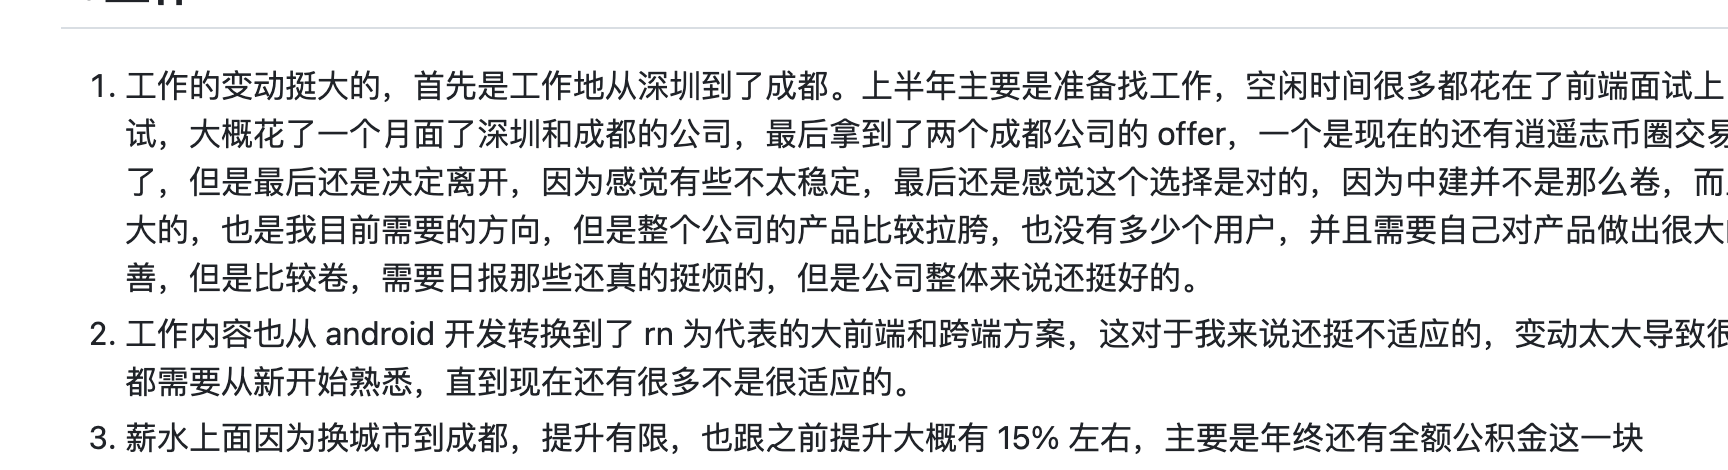 1. 工作的变动挺大的，首先是工作地从深圳到了成都。上半年主要是准备找工作，空闲时间很多都花在了前端面试上
试，大概花了一个月面了深圳和成都的公司，最后拿到了两个成都公司的 offer，一个是现在的还有逍遥志币圈交易
了，但是最后还是决定离开，因为感觉有些不太稳定，最后还是感觉这个选择是对的，因为中建并不是那么卷，而
大的，也是我目前需要的方向，但是整个公司的产品比较拉胯，也没有多少个用户，并且需要自己对产品做出很大
善，但是比较卷，需要日报那些还真的挺烦的，但是公司整体来说还挺好的。
2. 工作内容也从 android 开发转换到了 rn 为代表的大前端和跨端方案，这对于我来说还挺不适应的，变动太大导致很
都需要从新开始熟悉，直到现在还有很多不是很适应的。
3. 薪水上面因为换城市到成都，提升有限，也跟之前提升大概有 15% 左右，主要是年终还有全额公积金这一块